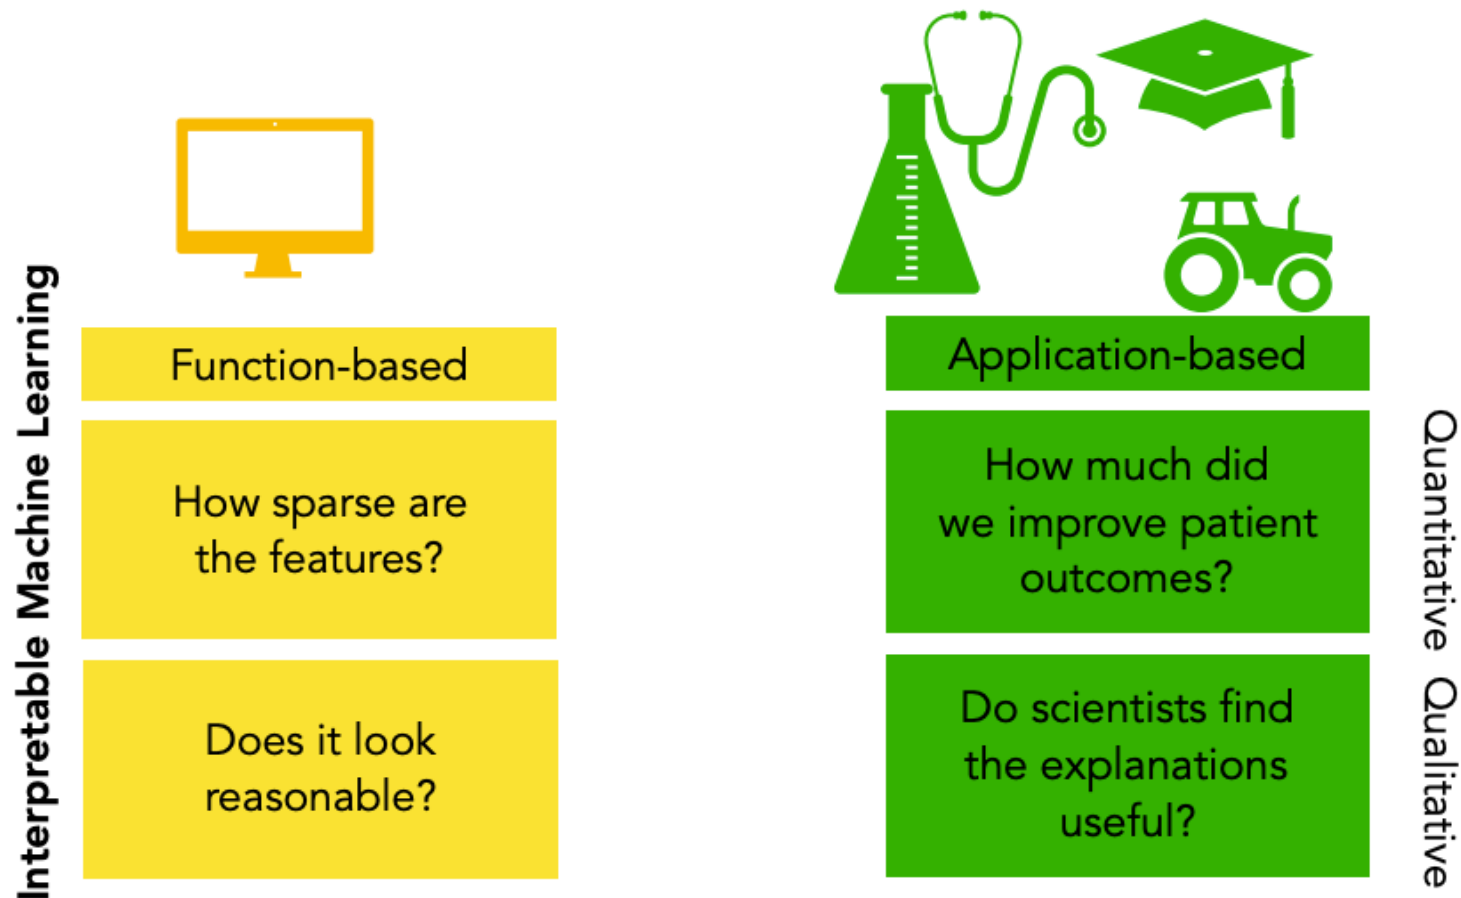 Interpretable Machine Learning
Function-based
How sparse are
the features?
Does it look
reasonable?
Application-based
How much did
we improve patient
outcomes?
Do scientists find
the explanations
useful?
Quantitative
Qualitative